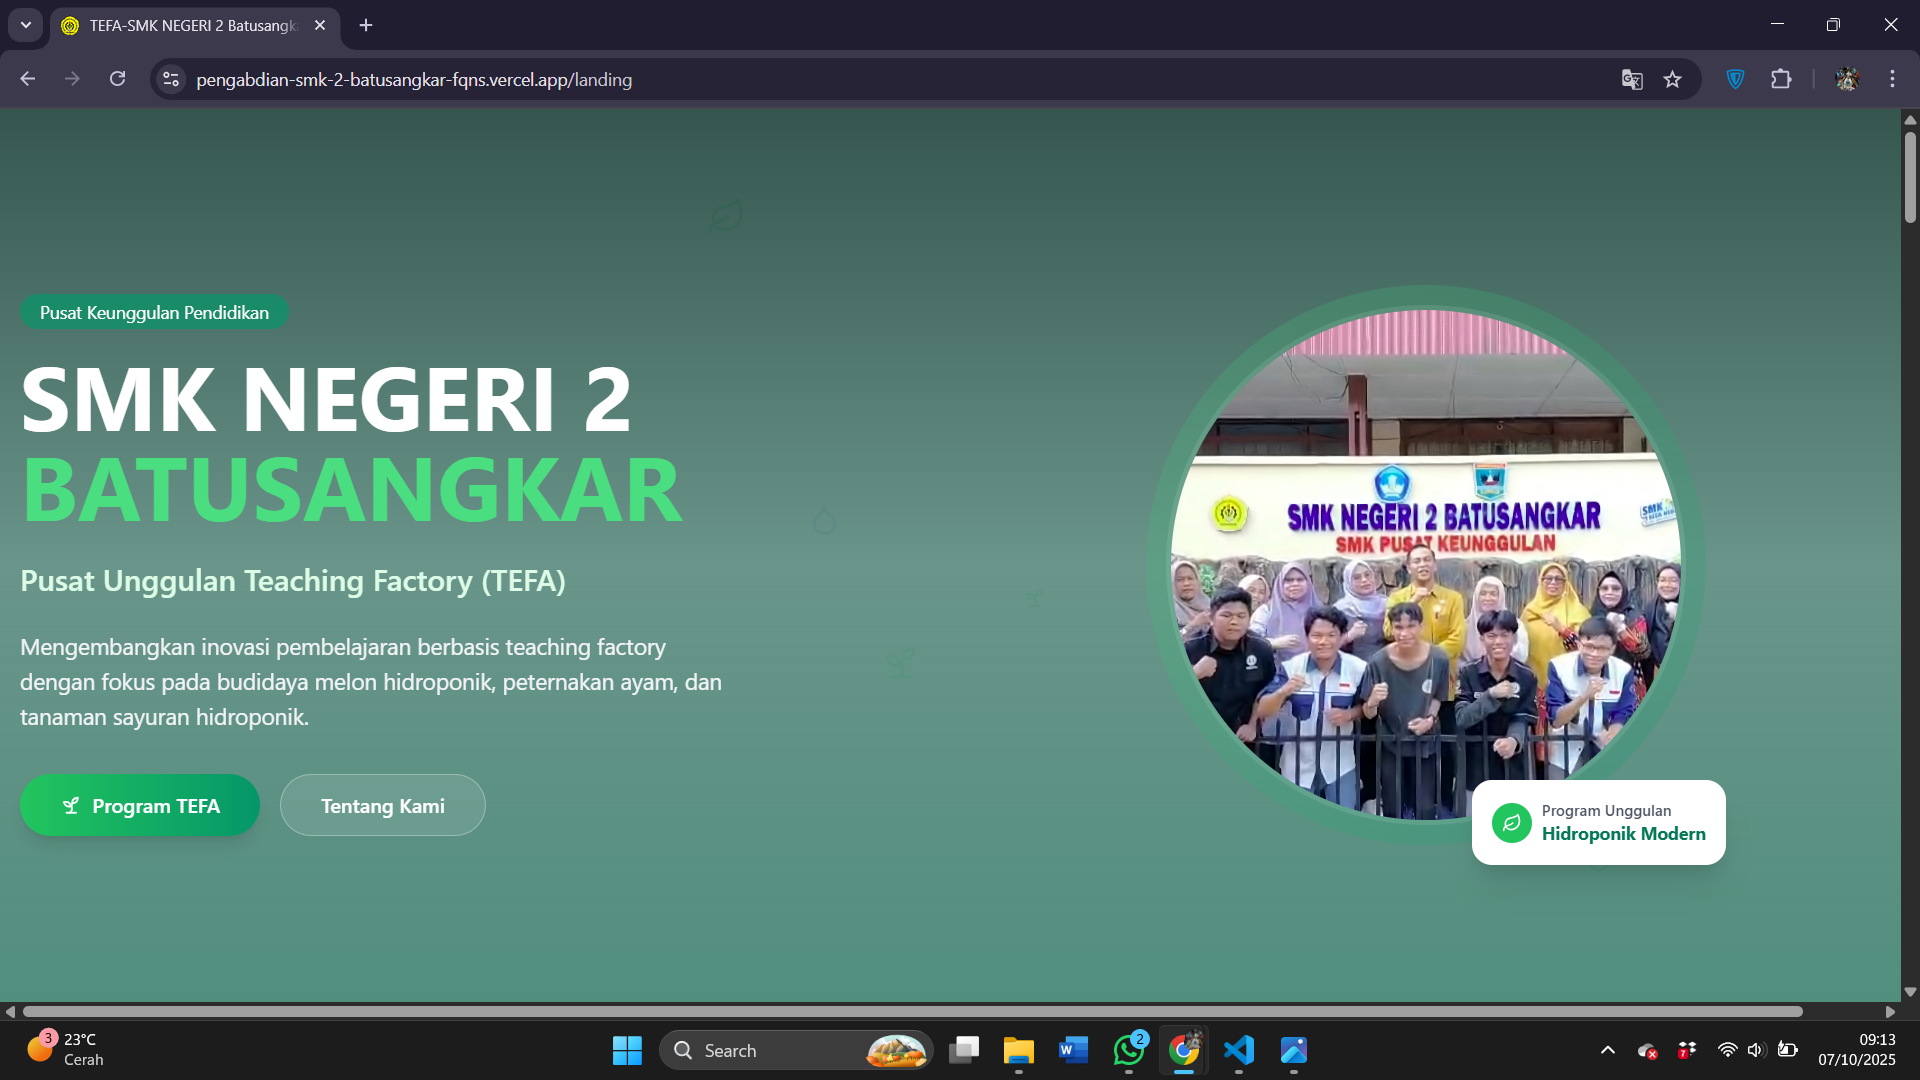 TEFA-SMK NEGERI 2 Batusangk
pengabdian-smk-2-batusangkar-fqns.vercel.app/landing
Pusat Keunggulan Pendidikan
SMK NEGERI 2
BATUSANGKAR
Pusat Unggulan Teaching Factory (TEFA)
Mengembangkan inovasi pembelajaran berbasis teaching factory
dengan fokus pada budidaya melon hidroponik, peternakan ayam, dan
tanaman sayuran hidroponik.
Program TEFA
Tentang Kami
SMK NEGERI 2 BATUSANGKAR
SMK PUSAT KEUNGGULAN
SMK
Program Unggulan
Hidroponik Modern
3
23°C
Cerah
Search
2
7
09:13
07/10/2025